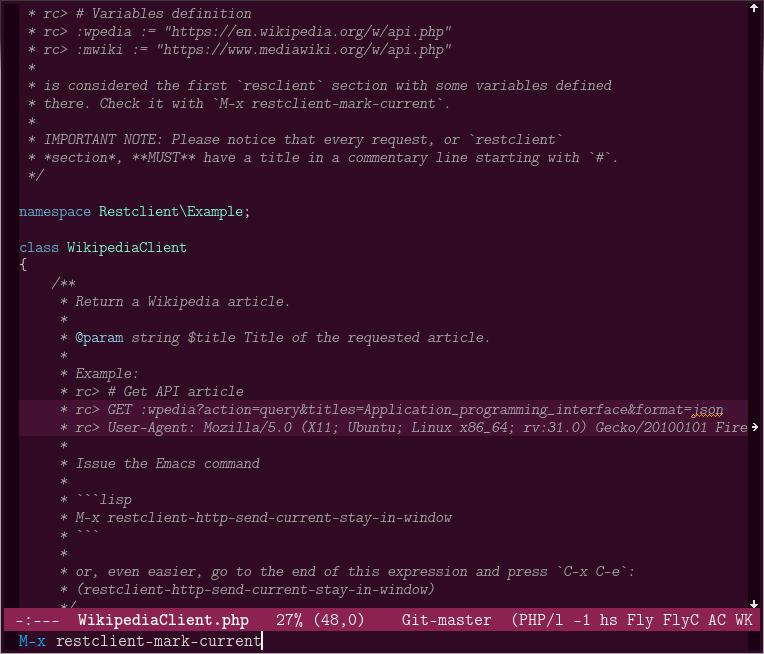 * rc> # Variables definition
* rc> :wpedia := "https://en.wikipedia.org/w/api.php"
* rc> :mwiki := "https://www.mediawiki.org/w/api.php"
*
* is considered the first `resclient` section with some variables defined
* there. Check it with `M-x restclient-mark-current`.
*
* IMPORTANT NOTE: Please notice that every request, or `restclient`
* *section*, **MUST** have a title in a commentary line starting with `#`.
*/
namespace Restclient\Example;
class WikipediaClient
{
/**
* Return a Wikipedia article.
*
* @param string $title Title of the requested article.
*
* Example:
* rc> # Get API article
* rc> GET :wpedia?action=query&titles=Application_programming_interface&format=json
* rc> User-Agent: Mozilla/5.0 (X11; Ubuntu; Linux x86_64; rv:31.0) Gecko/20100101 Fire
*
* Issue the Emacs command
*
* ```lisp
* M-x restclient-http-send-current-stay-in-window
* ```
*
* or, even easier, go to the end of this expression and press `C-x C-e`:
* (restclient-http-send-current-stay-in-window)
*/
-:--- WikipediaClient.php 27% (48,0) Git-master (PHP/l -1 hs Fly FlyC AC WK
M-x restclient-mark-current